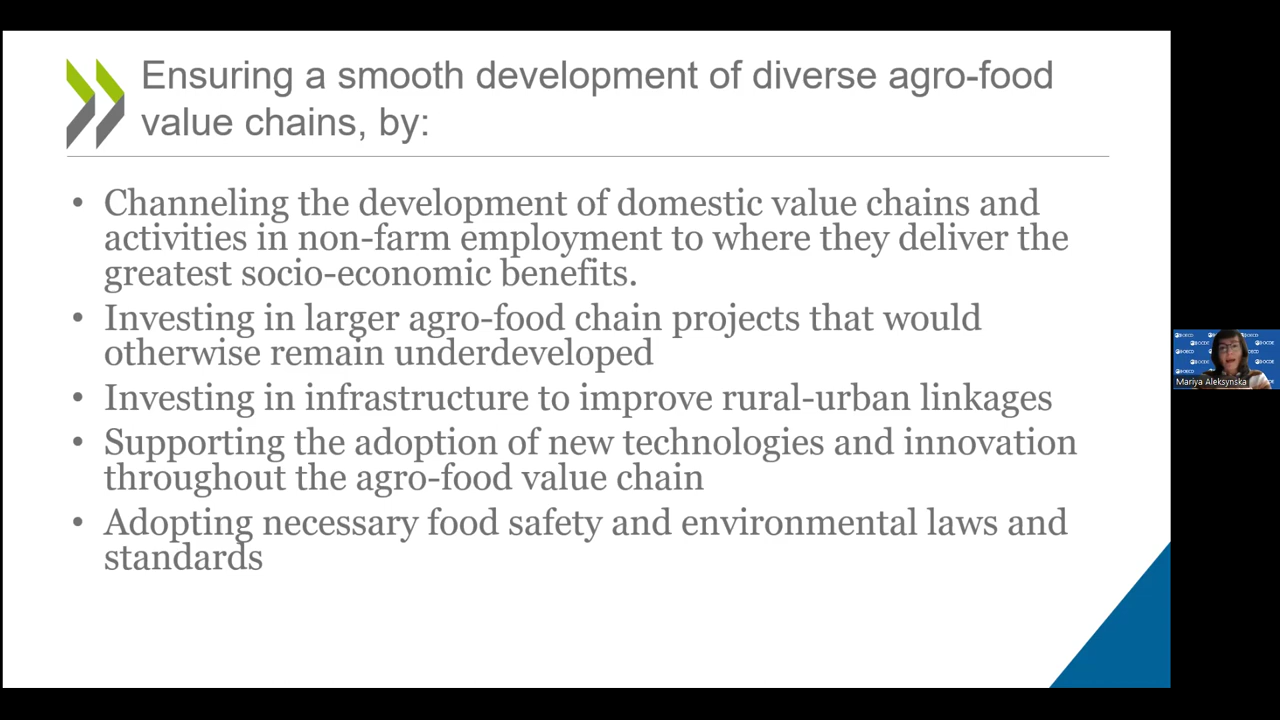 Ensuring a smooth development of diverse agro-food
value chains, by:
• Channeling the development of domestic value chains and
activities in non-farm employment to where they deliver the
greatest socio-economic benefits.
• Investing in larger agro-food chain projects that would
otherwise remain underdeveloped
• Investing in infrastructure to improve rural-urban linkages
• Supporting the adoption of new technologies and innovation
throughout the agro-food value chain
• Adopting necessary food safety and environmental laws and
standards
Mariya Aleksynska